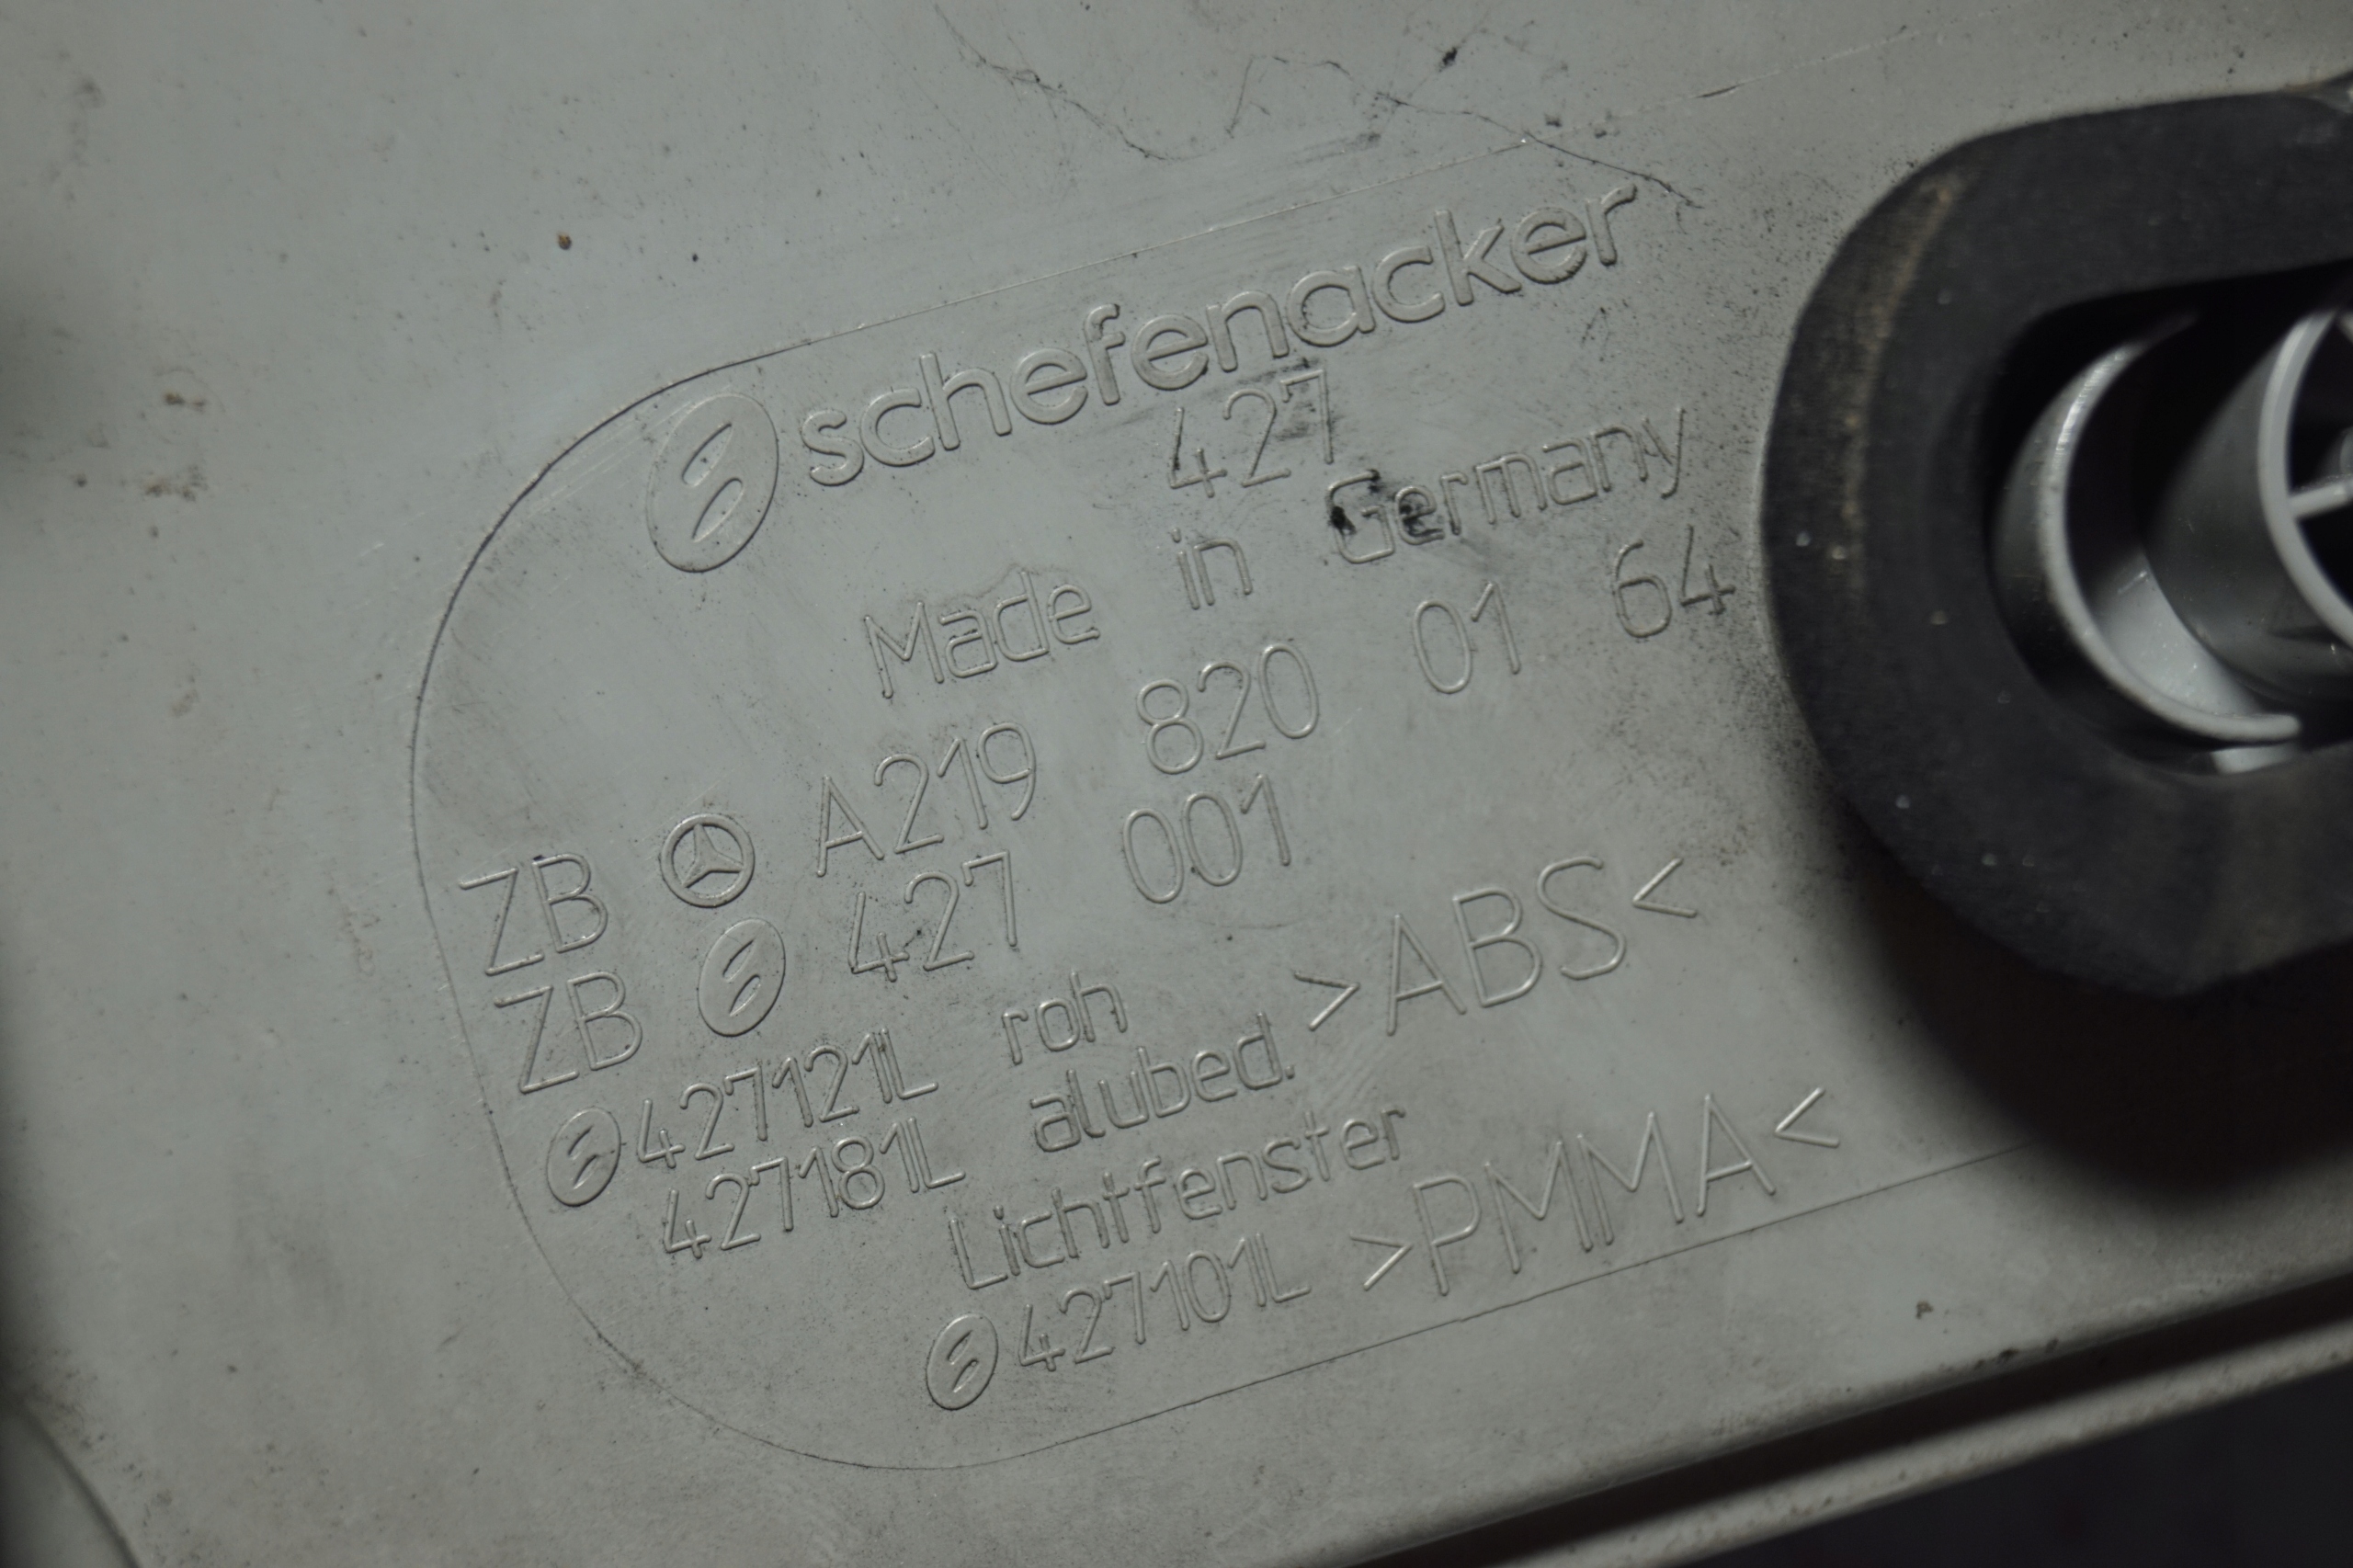 schefenacker
427
Made in Germany
ZB A219 820 01 64
ZB 427 001
427121L roh
427181L alubed. >ABS<
Lichtfenster
427101L >PMMA<